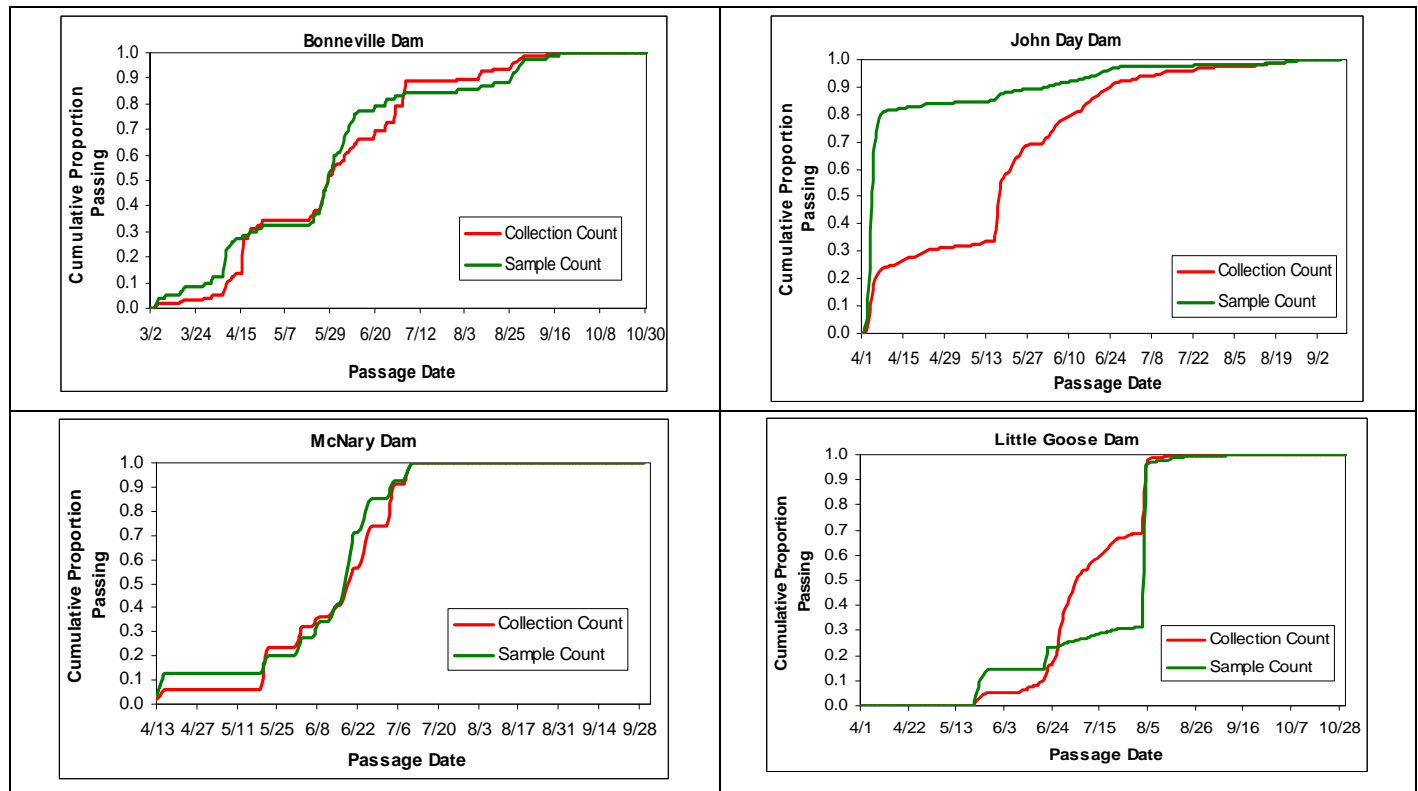 Bonneville Dam
Cumulative Proportion
Passing
1.0
0.9
0.8
0.7
0.6
0.5
0.4
0.3
0.2
0.1
0.0
Collection Count
Sample Count
3/2 3/24 4/15 5/7 5/29 6/20 7/12 8/3 8/25 9/16 10/8 10/30
Passage Date
John Day Dam
Cumulative Proportion
Passing
1.0
0.9
0.8
0.7
0.6
0.5
0.4
0.3
0.2
0.1
0.0
Collection Count
Sample Count
4/1 4/15 4/29 5/13 5/27 6/10 6/24 7/8 7/22 8/5 8/19 9/2
Passage Date
McNary Dam
Cumulative Proportion
Passing
1.0
0.9
0.8
0.7
0.6
0.5
0.4
0.3
0.2
0.1
0.0
Collection Count
Sample Count
4/13 4/27 5/11 5/25 6/8 6/22 7/6 7/20 8/3 8/17 8/31 9/14 9/28
Passage Date
Little Goose Dam
Cumulative Proportion
Passing
1.0
0.9
0.8
0.7
0.6
0.5
0.4
0.3
0.2
0.1
0.0
Collection Count
Sample Count
4/1 4/22 5/13 6/3 6/24 7/15 8/5 8/26 9/16 10/7 10/28
Passage Date